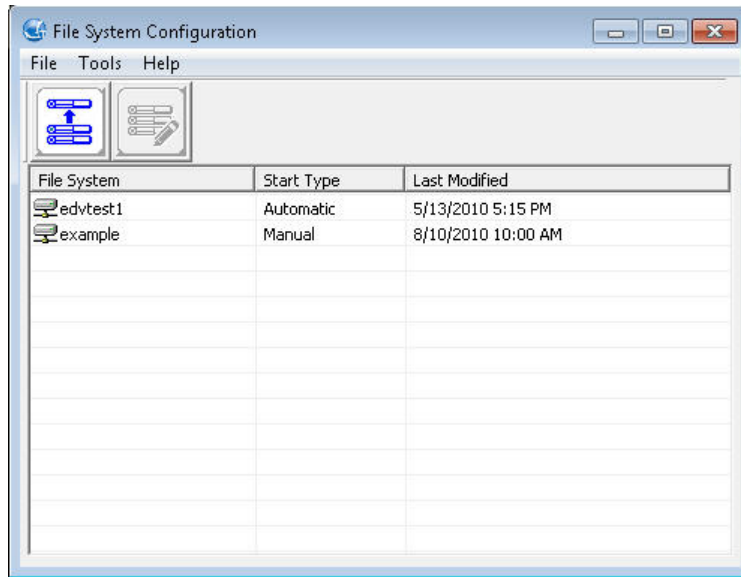 File System Configuration
File Tools Help
File System Start Type Last Modified
edvtest1 Automatic 5/13/2010 5:15 PM
example Manual 8/10/2010 10:00 AM